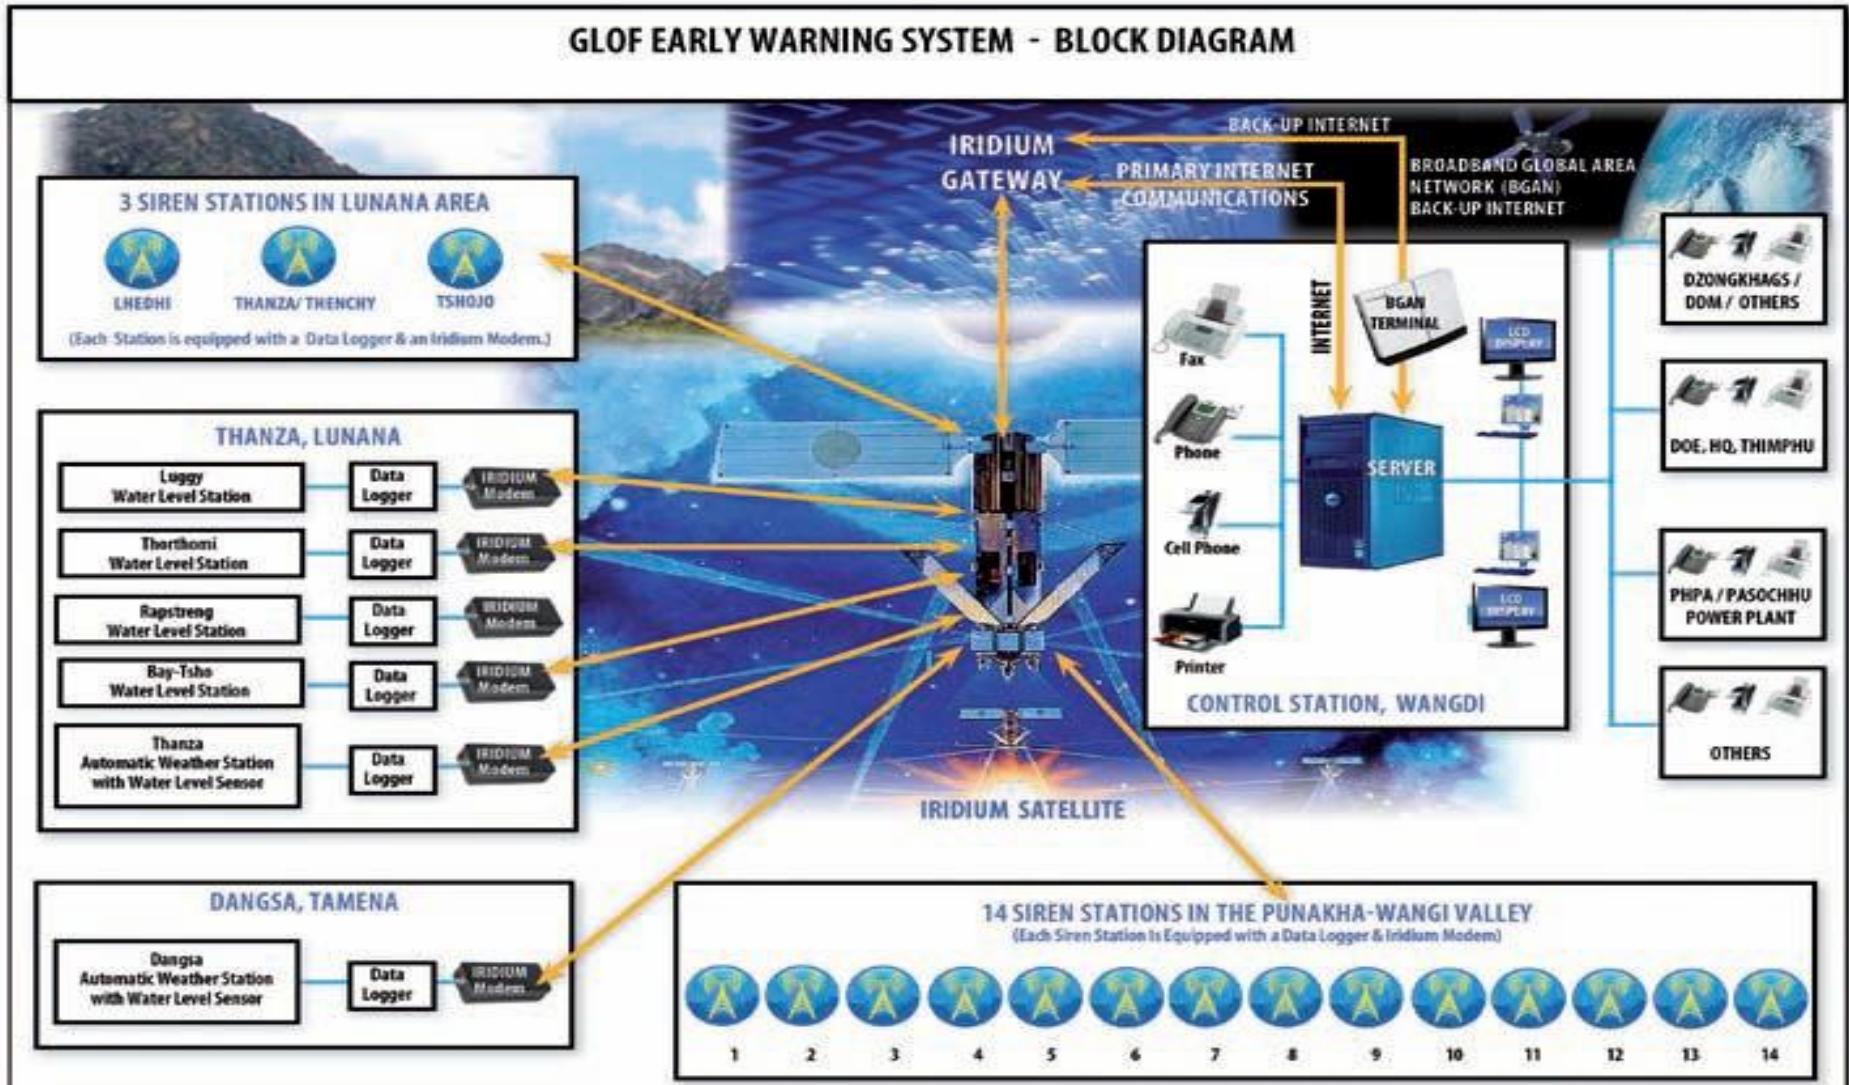 GLOF EARLY WARNING SYSTEM - BLOCK DIAGRAM
IRIDIUM
GATEWAY
BACK-UP INTERNET
PRIMARY INTERNET
COMMUNICATIONS
BROADBAND GLOBAL AREA
NETWORK (BGAN)
BACK-UP INTERNET
3 SIREN STATIONS IN LUNANA AREA
LHEDHI
THANZA/ THENCHY
TSHOJO
(Each Station is equipped with a Data Logger & an Iridium Modem.)
THANZA, LUNANA
Luggy
Water Level Station
Data
Logger
IRIDIUM
Modem
Thorthomi
Water Level Station
Data
Logger
IRIDIUM
Modem
Rapstreng
Water Level Station
Data
Logger
IRIDIUM
Modem
Bay-Tsho
Water Level Station
Data
Logger
IRIDIUM
Modem
Thanza
Automatic Weather Station
with Water Level Sensor
Data
Logger
IRIDIUM
Modem
DANGSA, TAMENA
Dangsa
Automatic Weather Station
with Water Level Sensor
Data
Logger
IRIDIUM
Modem
IRIDIUM SATELLITE
INTERNET
BGAN
TERMINAL
LCD
DISPLAY
Fax
Phone
Cell Phone
Printer
SERVER
LCD
DISPLAY
CONTROL STATION, WANGDI
DZONGKHAGS /
DDM / OTHERS
DOE, HQ, THIMPHU
PHPA / PASOCHHU
POWER PLANT
OTHERS
14 SIREN STATIONS IN THE PUNAKHA-WANGI VALLEY
(Each Siren Station Is Equipped with a Data Logger & Iridium Modem)
1 2 3 4 5 6 7 8 9 10 11 12 13 14